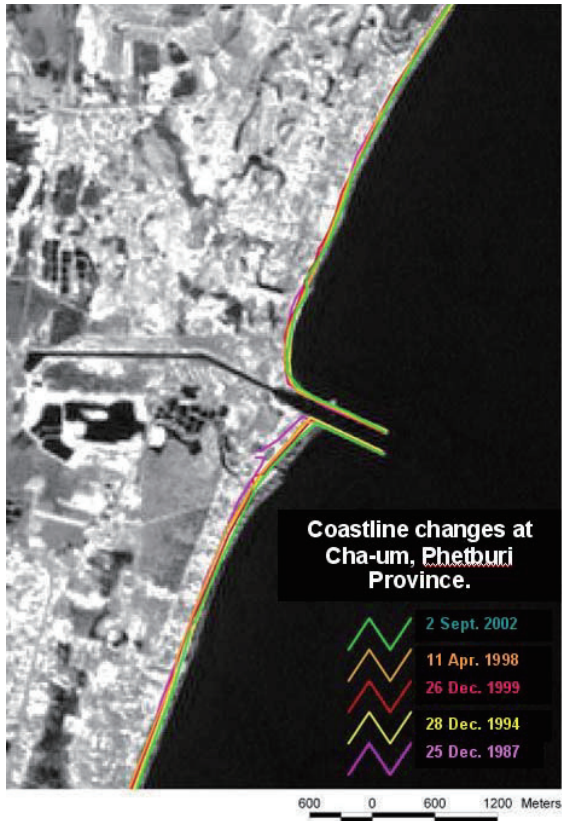 Coastline changes at
Cha-um, Phetburi
Province.
2 Sept. 2002
11 Apr. 1998
26 Dec. 1999
28 Dec. 1994
25 Dec. 1987
600 0 600 1200 Meters